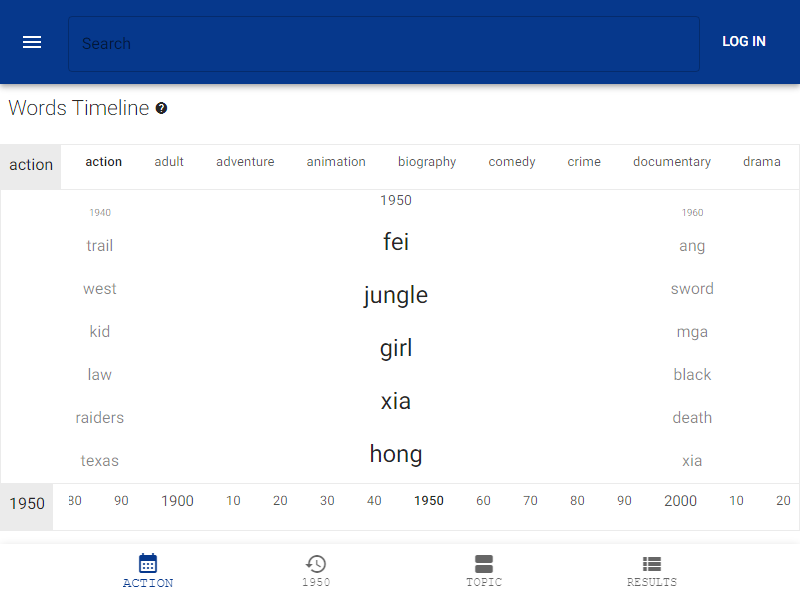 Search
LOG IN
Words Timeline
action
action adult adventure animation biography comedy crime documentary drama
1940 1950 1960
trail fei ang
west jungle sword
kid girl mga
law xia black
raiders hong death
texas xia
1950
80 90 1900 10 20 30 40 1950 60 70 80 90 2000 10 20
ACTION 1950 TOPIC RESULTS